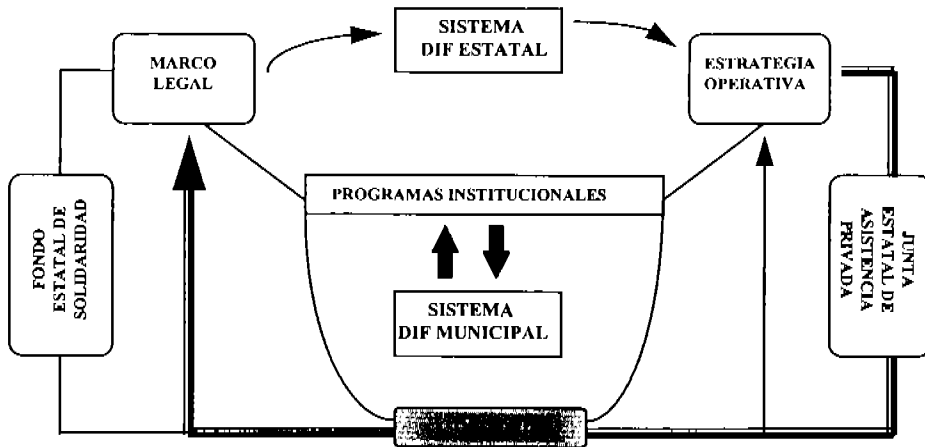 SISTEMA
DIF ESTATAL
MARCO
LEGAL
ESTRATEGIA
OPERATIVA
PROGRAMAS INSTITUCIONALES
FONDO
ESTATAL DE
SOLIDARIDAD
JUNTA
ESTATAL DE
ASISTENCIA
PRIVADA
SISTEMA
DIF MUNICIPAL